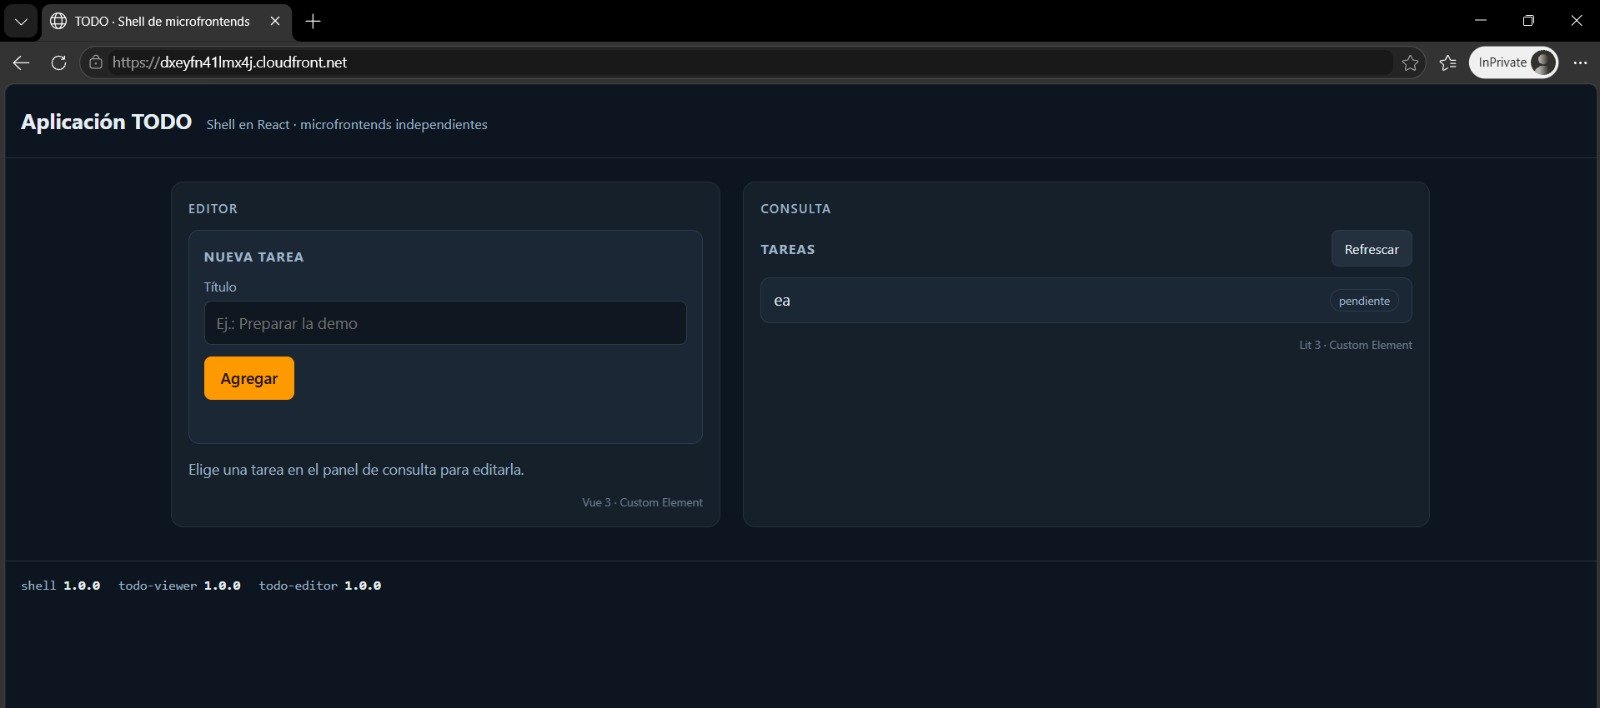 TODO · Shell de microfrontends
https://dxeyfn41lmx4j.cloudfront.net
InPrivate
Aplicación TODO Shell en React · microfrontends independientes
EDITOR
NUEVA TAREA
Título
Ej.: Preparar la demo
Agregar
Elige una tarea en el panel de consulta para editarla.
Vue 3 · Custom Element
CONSULTA
TAREAS
Refrescar
ea
pendiente
Lit 3 · Custom Element
shell 1.0.0 todo-viewer 1.0.0 todo-editor 1.0.0